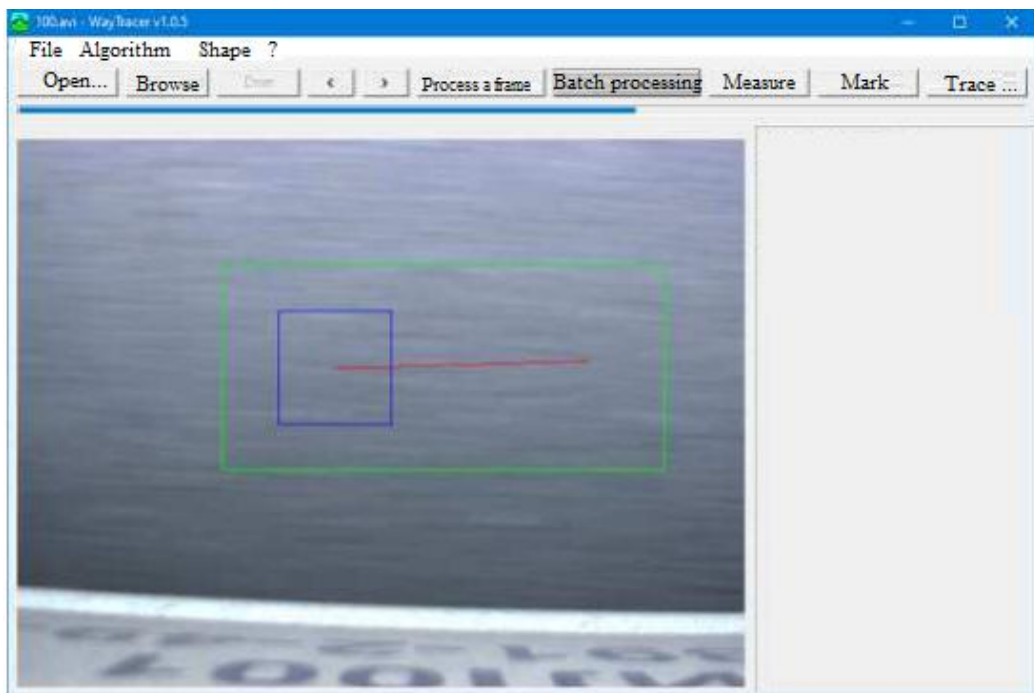 100.avi - WayTracer v1.0.5
File Algorithm Shape ?
Open... Browse < > Process a frame Batch processing Measure Mark Trace ...